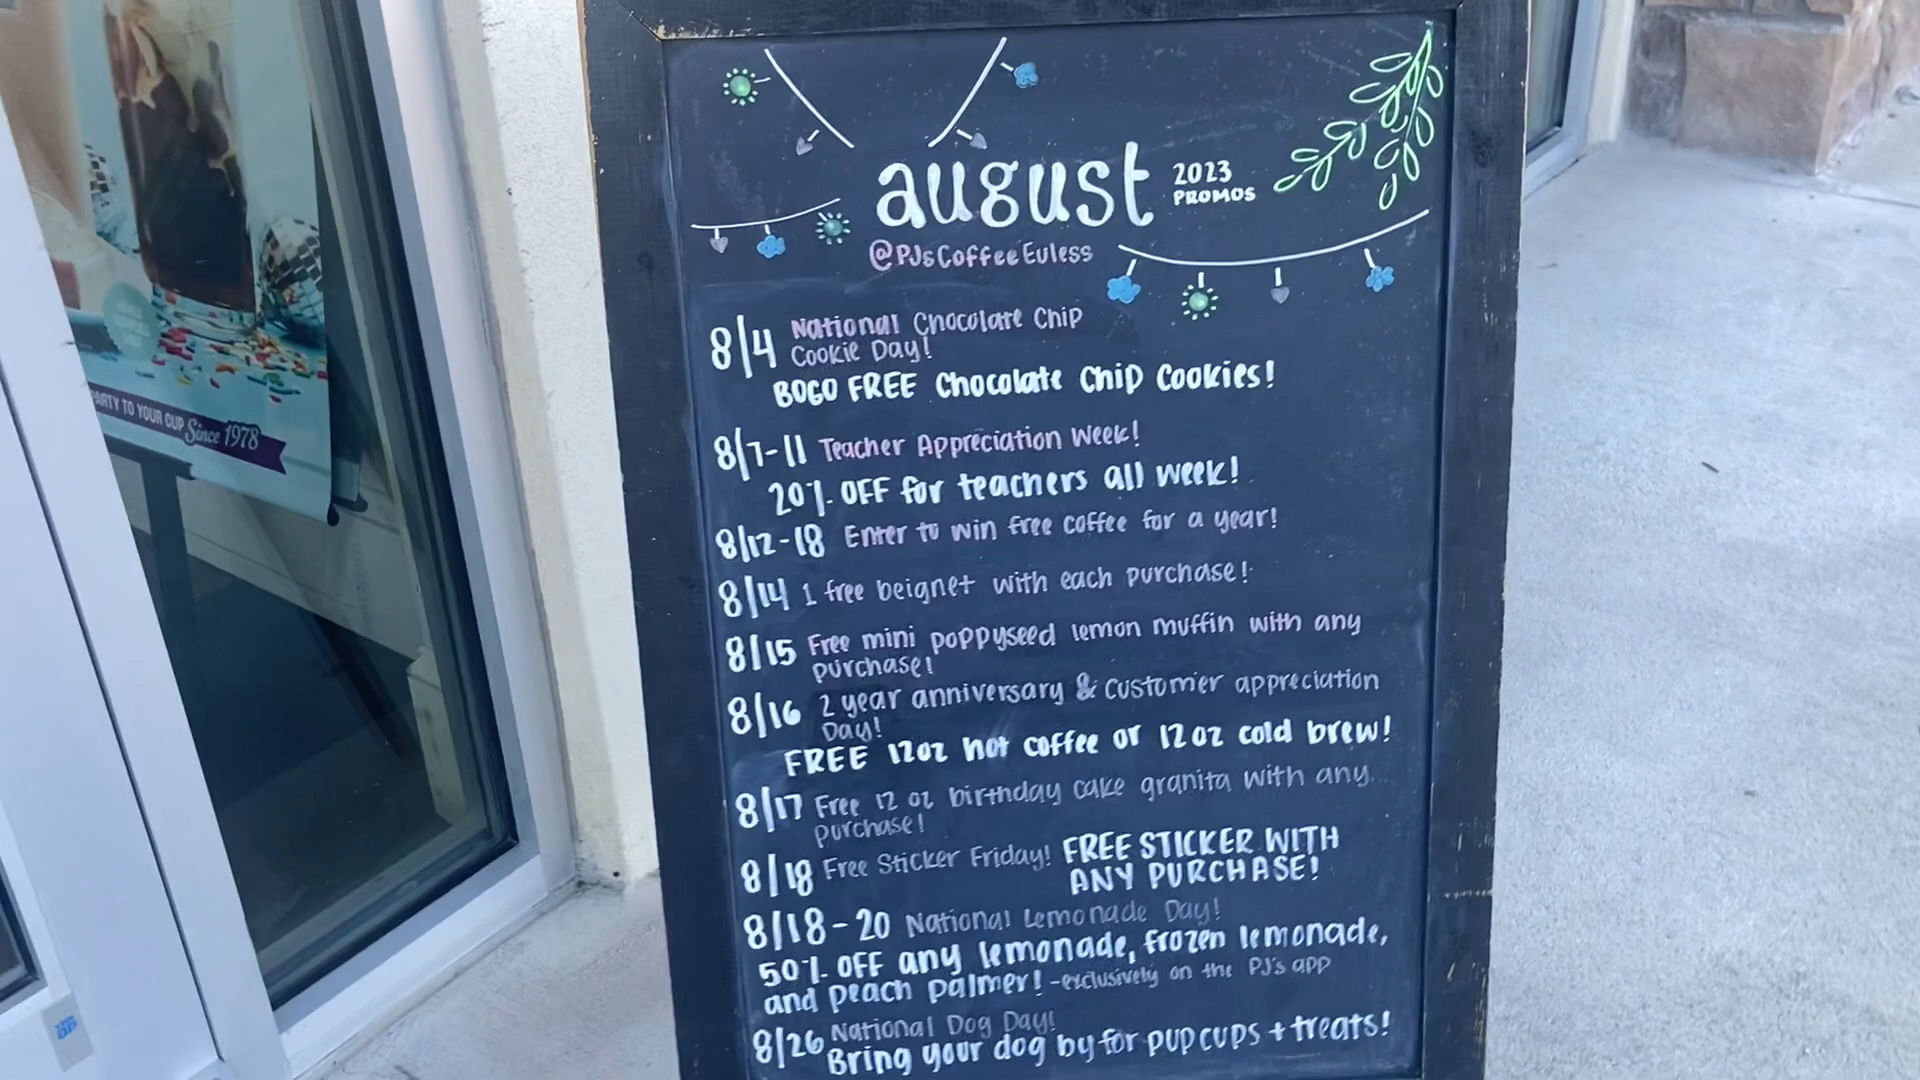 august
2023
PROMOS
@PJsCoffeeEuless
8/4 National Chocolate Chip
Cookie Day!
BOGO FREE Chocolate Chip Cookies!
8/7-11 Teacher Appreciation Week!
20% OFF for teachers all week!
8/12-18 Enter to win free coffee for a year!
8/14 1 free beignet with each purchase!
8/15 Free mini poppyseed lemon muffin with any
purchase!
8/16 2 year anniversary & customer appreciation
Day!
FREE 12oz hot coffee or 12oz cold brew!
8/17 Free 12 oz birthday cake granita with any
purchase!
8/18 Free Sticker Friday! FREE STICKER WITH
ANY PURCHASE!
8/18-20 National Lemonade Day!
50% OFF any lemonade, frozen lemonade,
and peach palmer! -exclusively on the PJ's app
8/26 National Dog Day!
Bring your dog by for pup cups + treats!
PARTY TO YOUR CUP Since 1978